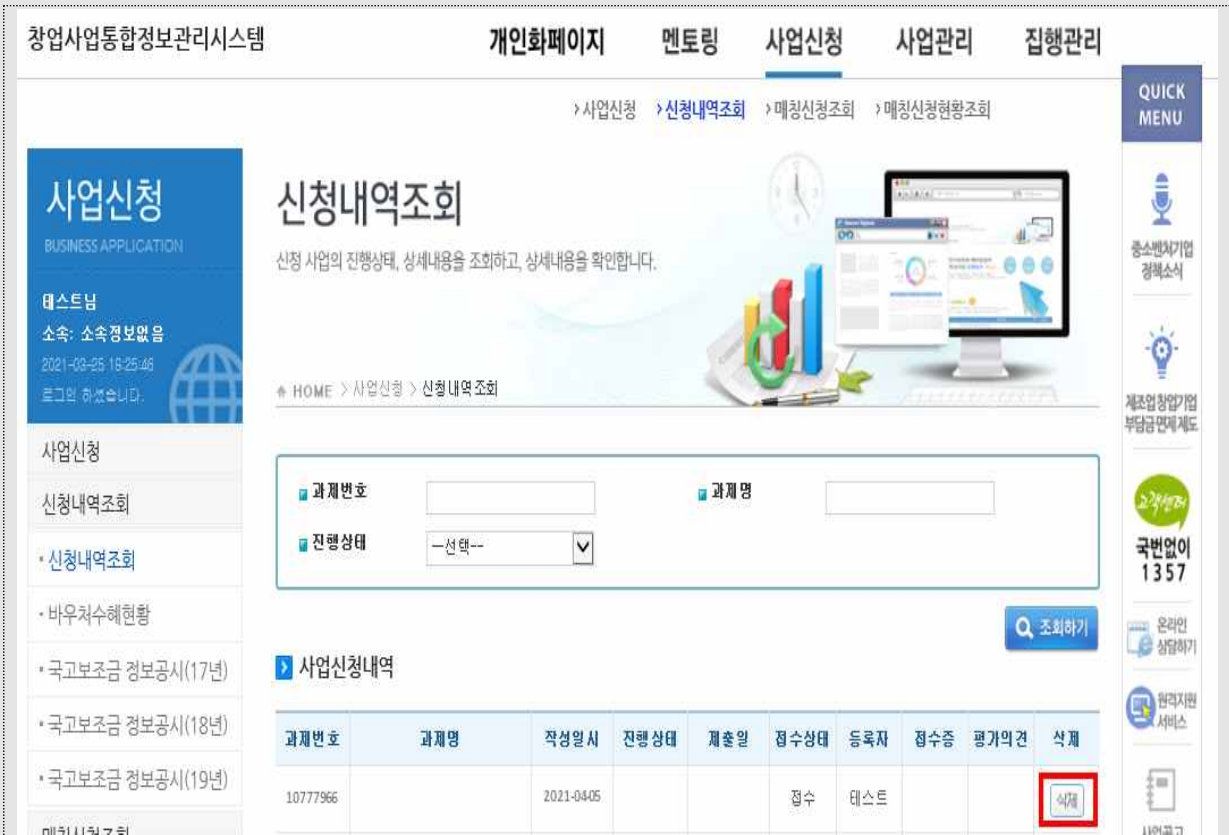 창업사업통합정보관리시스템
개인화페이지 멘토링 사업신청 사업관리 집행관리
>사업신청 >신청내역조회 >매칭신청조회 >매칭신청현황조회
QUICK
MENU
사업신청
BUSINESS APPLICATION
테스트님
소속: 소속정보없음
2021-03-25 16:25:46
로그인 하셨습니다.
신청내역조회
신청 사업의 진행상태, 상세내용을 조회하고, 상세내용을 확인합니다.
HOME > 사업신청 > 신청내역조회
사업신청
신청내역조회
· 신청내역조회
· 바우처수혜현황
· 국고보조금 정보공시(17년)
· 국고보조금 정보공시(18년)
· 국고보조금 정보공시(19년)
매칭신청조회
과제번호
과제명
진행상태
--선택--
조회하기
사업신청내역
과제번호 과제명 작성일시 진행상태 제출일 접수상태 등록자 접수증 평가의견 삭제
10777966 2021-04-05 접수 테스트 삭제
중소벤처기업
정책소식
제조업창업기업
부담금면제제도
고객센터
국번없이
1357
온라인
상담하기
원격지원
서비스
사업공고